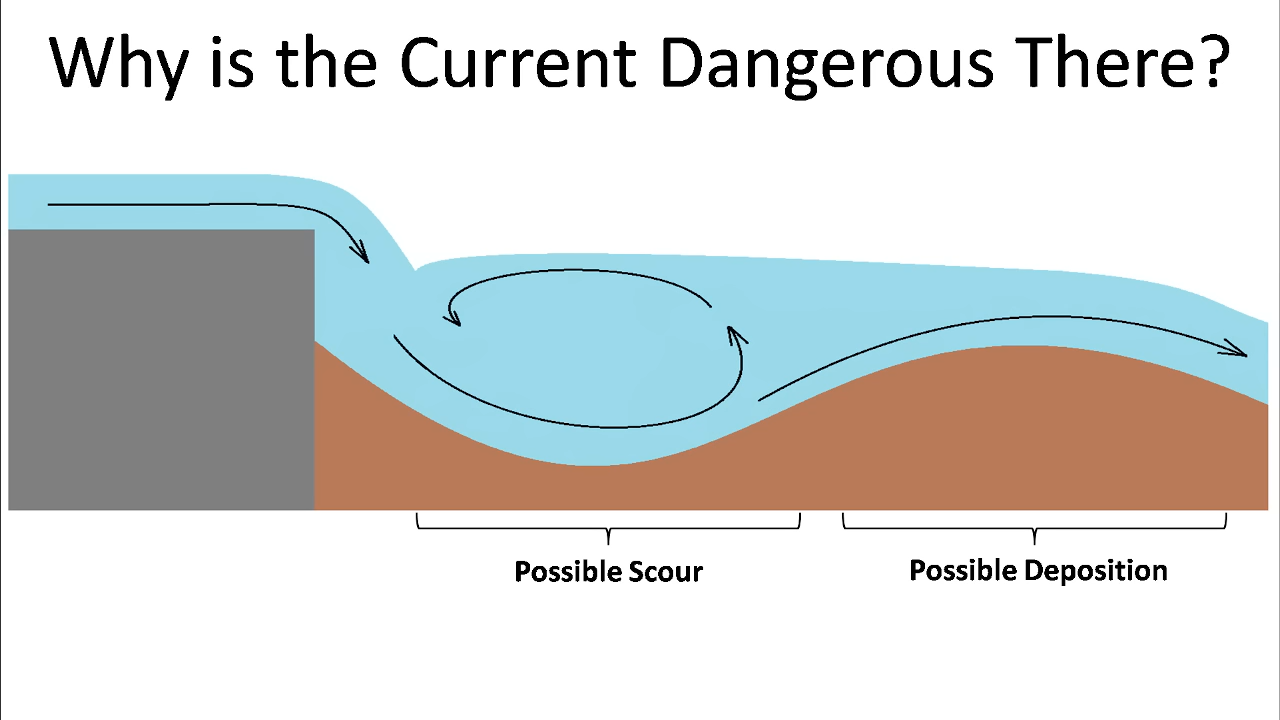 Why is the Current Dangerous There?
Possible Scour
Possible Deposition